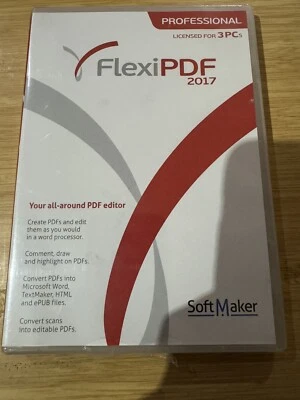 PROFESSIONAL
LICENSED FOR 3 PCs
FlexiPDF
2017
Your all-around PDF editor
Create PDFs and edit
them as you would
in a word processor.
Comment, draw
and highlight on PDFs.
Convert PDFs into
Microsoft Word,
TextMaker, HTML
and ePUB files.
Convert scans
into editable PDFs.
SoftMaker